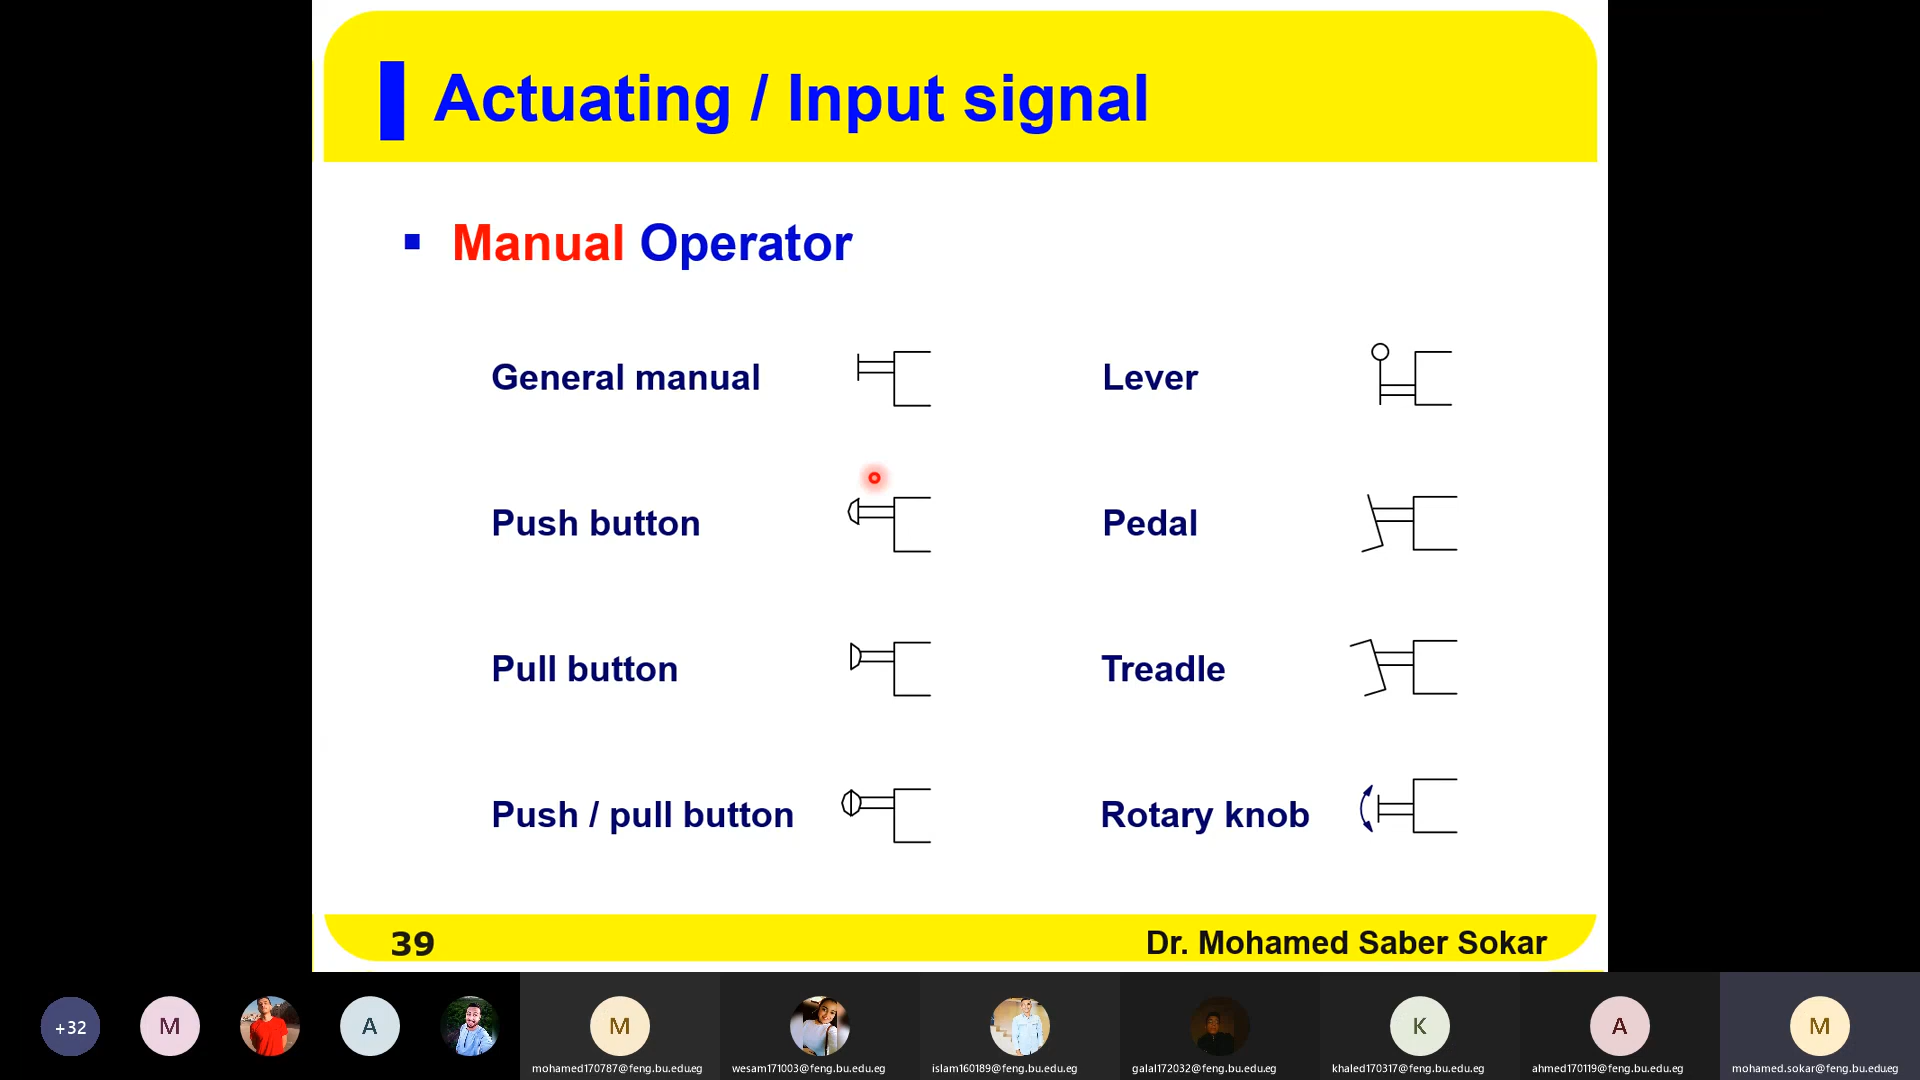 Actuating / Input signal
▪ Manual Operator
General manual
Lever
Push button
Pedal
Pull button
Treadle
Push / pull button
Rotary knob
39
Dr. Mohamed Saber Sokar
+32
M
A
M
K
A
M
mohamed170787@feng.bu.edu.eg
wesam171003@feng.bu.edu.eg
islam160189@feng.bu.edu.eg
galal172032@feng.bu.edu.eg
khaled170317@feng.bu.edu.eg
ahmed170119@feng.bu.edu.eg
mohamed.sokar@feng.bu.edu.eg